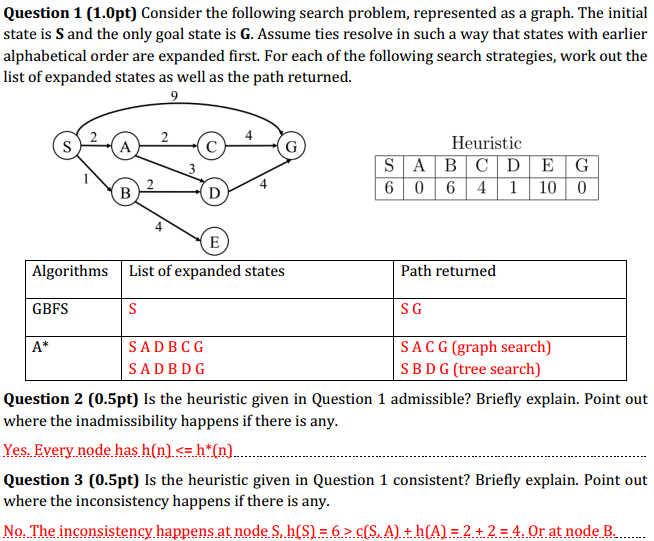 Question 1 (1.0pt) Consider the following search problem, represented as a graph. The initial
state is S and the only goal state is G. Assume ties resolve in such a way that states with earlier
alphabetical order are expanded first. For each of the following search strategies, work out the
list of expanded states as well as the path returned.
9
S 2 A 2 C 4 G
1 B 2 3 D 4
4 E
Heuristic
S A B C D E G
6 0 6 4 1 10 0
Algorithms List of expanded states Path returned
GBFS S S G
A* S A D B C G S A C G (graph search)
S A D B D G S B D G (tree search)
Question 2 (0.5pt) Is the heuristic given in Question 1 admissible? Briefly explain. Point out
where the inadmissibility happens if there is any.
Yes. Every node has h(n) <= h*(n)
Question 3 (0.5pt) Is the heuristic given in Question 1 consistent? Briefly explain. Point out
where the inconsistency happens if there is any.
No. The inconsistency happens at node S, h(S) = 6 > c(S, A) + h(A) = 2 + 2 = 4. Or at node B.